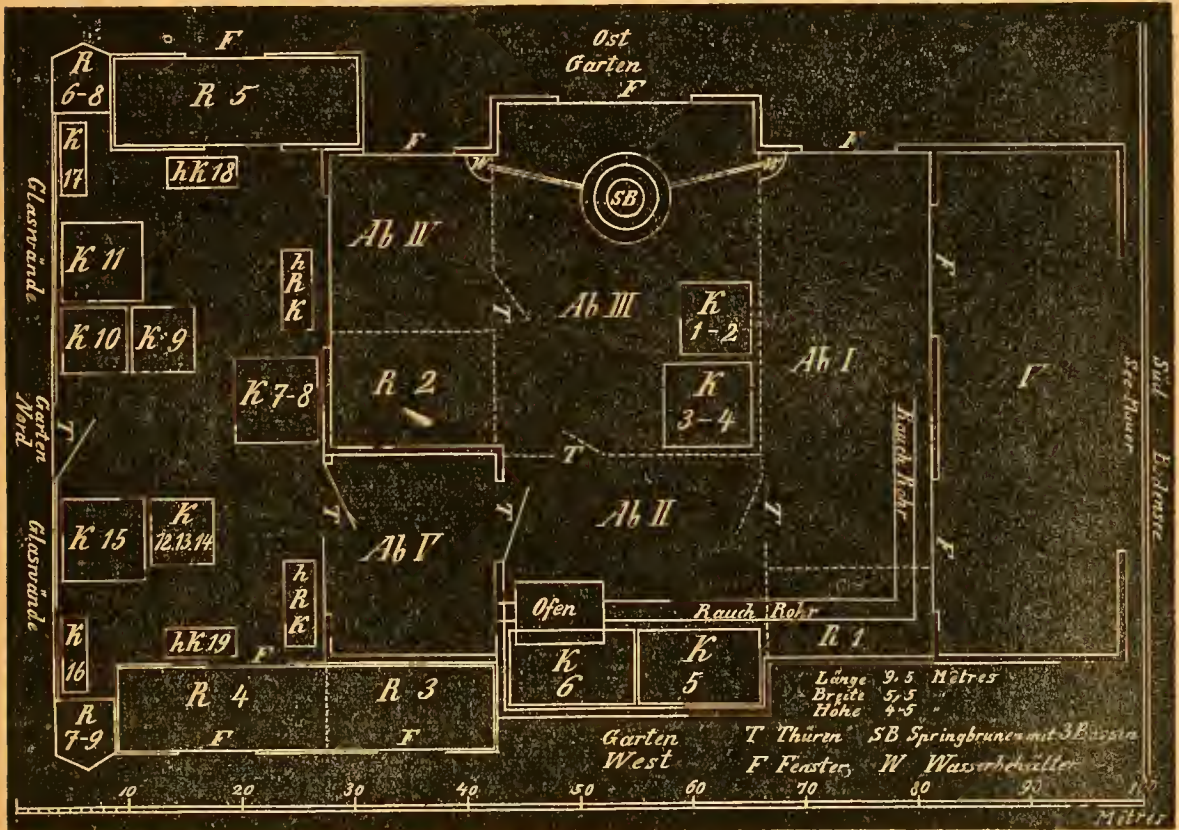 Ost
Garten
F
F
F
F
F
R
6-8
R 5
K
17
hK 18
W
W
SB
Glaswände
K 11
h
R
K
Ab IV
Ab III
Ab I
K
1-2
K 10
K 9
K 7-8
R 2
K
3-4
T
F
V
Rauch Rohr
See Mauer
Süd Bodensee
Garten
Nord
T
T
K 15
K
12.13.14
T
Ab V
T
Ab II
T
F
Glaswände
h
R
K
K
16
hK 19
F
Ofen
Rauch Rohr
R 1
K
6
K
5
R
7-9
R 4
R 3
F
F
Länge 9,5 Mètres
Breite 5,5 "
Höhe 4-5 "
Garten
West
T Thüren SB Springbrunen mit 3 Bassen
F Fenster, W Wasserbehälter
10 20 30 40 50 60 70 80 90 100
Mètres